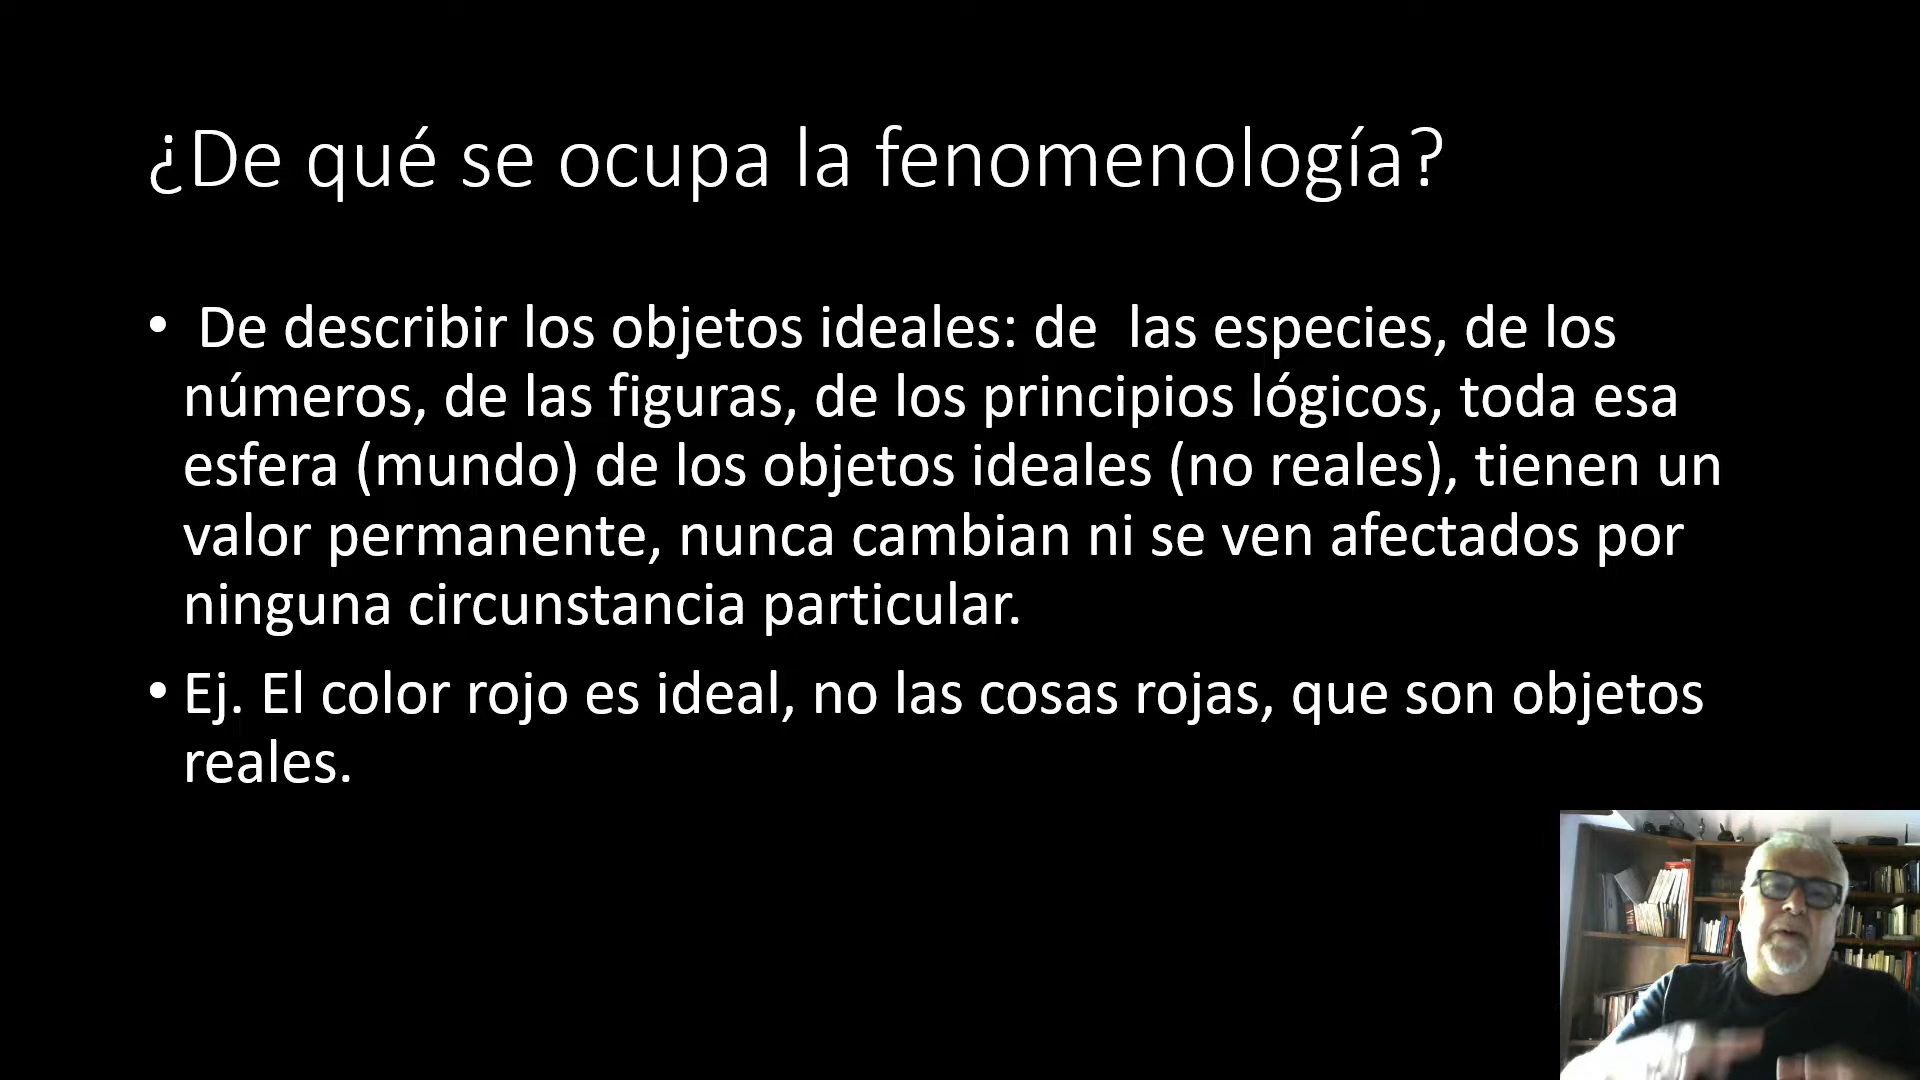 ¿De qué se ocupa la fenomenología?
• De describir los objetos ideales: de  las especies, de los
números, de las figuras, de los principios lógicos, toda esa
esfera (mundo) de los objetos ideales (no reales), tienen un
valor permanente, nunca cambian ni se ven afectados por
ninguna circunstancia particular.
• Ej. El color rojo es ideal, no las cosas rojas, que son objetos
reales.